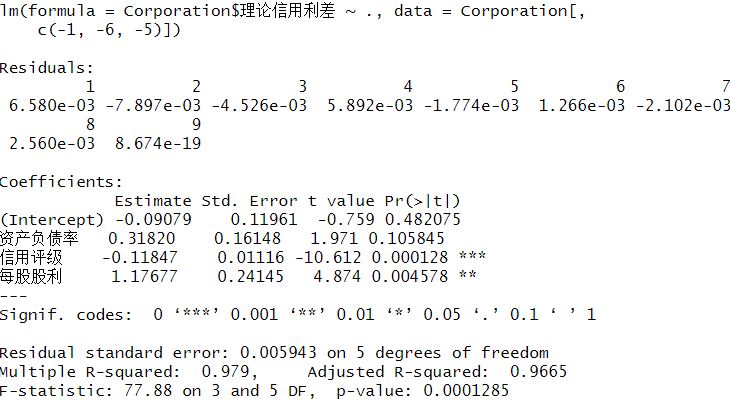 lm(formula = Corporation$理论信用利差 ~ ., data = Corporation[,
    c(-1, -6, -5)])
Residuals:
         1          2          3          4          5          6          7
 6.580e-03 -7.897e-03 -4.526e-03  5.892e-03 -1.774e-03  1.266e-03 -2.102e-03
         8          9
 2.560e-03  8.674e-19
Coefficients:
            Estimate Std. Error t value Pr(>|t|)
(Intercept) -0.09079    0.11961  -0.759 0.482075
资产负债率   0.31820    0.16148   1.971 0.105845
信用评级    -0.11847    0.01116 -10.612 0.000128 ***
每股股利     1.17677    0.24145   4.874 0.004578 **
---
Signif. codes:  0 ‘***’ 0.001 ‘**’ 0.01 ‘*’ 0.05 ‘.’ 0.1 ‘ ’ 1
Residual standard error: 0.005943 on 5 degrees of freedom
Multiple R-squared:  0.979,     Adjusted R-squared:  0.9665
F-statistic: 77.88 on 3 and 5 DF,  p-value: 0.0001285